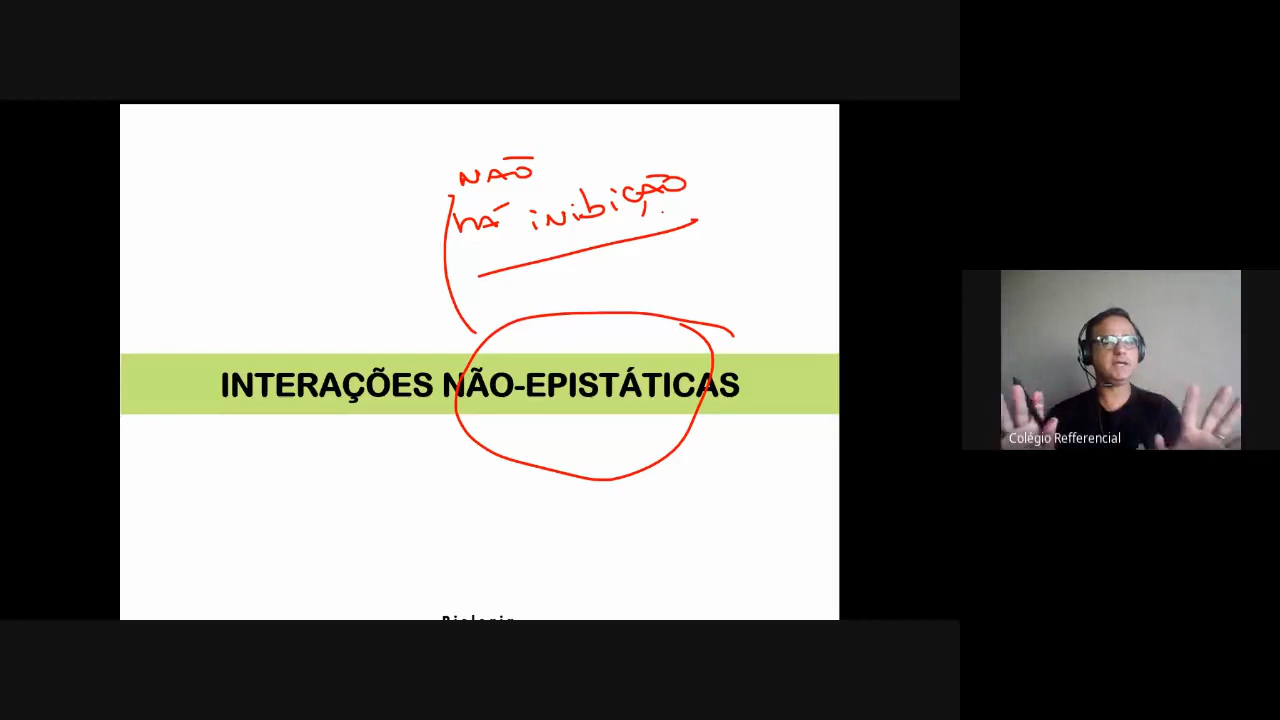 NÃO
há inibição
INTERAÇÕES NÃO-EPISTÁTICAS
Colégio Refferencial